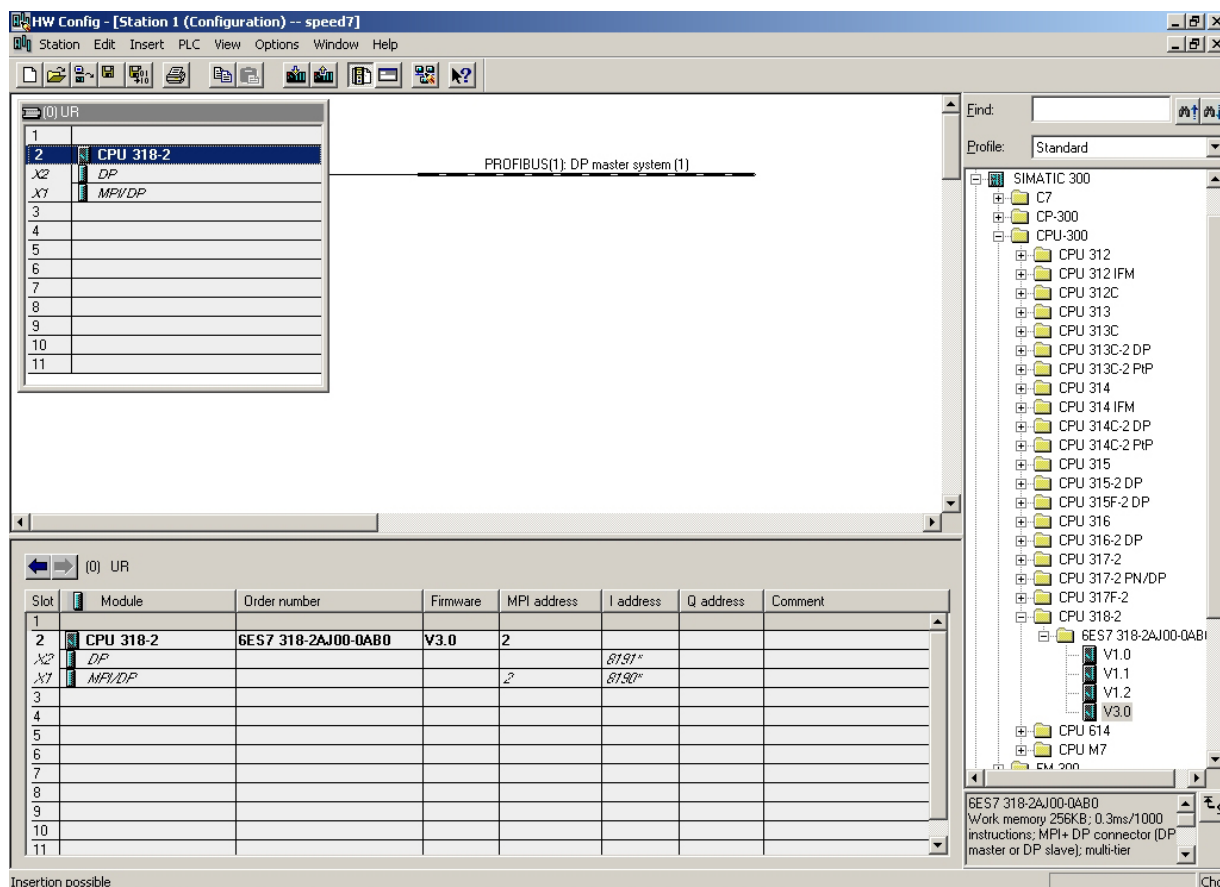 HW Config - [Station 1 (Configuration) -- speed7]
Station Edit Insert PLC View Options Window Help
(0) UR
1
2 CPU 318-2
X2 DP
X1 MPI/DP
3
4
5
6
7
8
9
10
11
PROFIBUS(1): DP master system (1)
Find:
Profile: Standard
SIMATIC 300
C7
CP-300
CPU-300
CPU 312
CPU 312 IFM
CPU 312C
CPU 313
CPU 313C
CPU 313C-2 DP
CPU 313C-2 PtP
CPU 314
CPU 314 IFM
CPU 314C-2 DP
CPU 314C-2 PtP
CPU 315
CPU 315-2 DP
CPU 315F-2 DP
CPU 316
CPU 316-2 DP
CPU 317-2
CPU 317-2 PN/DP
CPU 317F-2
CPU 318-2
6ES7 318-2AJ00-0AB0
V1.0
V1.1
V1.2
V3.0
CPU 614
CPU M7
FM 300
(0) UR
Slot Module Order number Firmware MPI address I address Q address Comment
1
2 CPU 318-2 6ES7 318-2AJ00-0AB0 V3.0 2
X2 DP 8191*
X1 MPI/DP 2 8190*
3
4
5
6
7
8
9
10
11
6ES7 318-2AJ00-0AB0
Work memory 256KB; 0.3ms/1000
instructions; MPI+ DP connector (DP
master or DP slave); multi-tier
Insertion possible